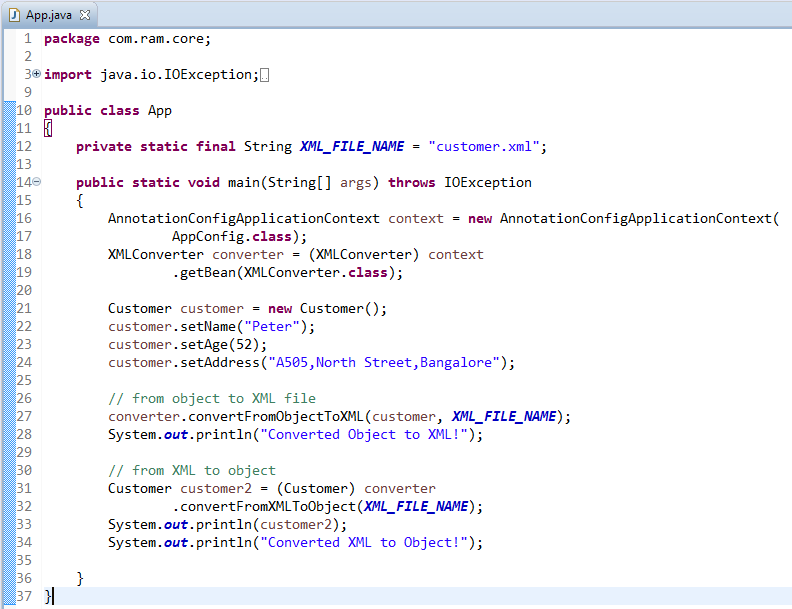 App.java
1 package com.ram.core;
2
3 import java.io.IOException;
9
10 public class App
11 {
12     private static final String XML_FILE_NAME = "customer.xml";
13
14     public static void main(String[] args) throws IOException
15     {
16         AnnotationConfigApplicationContext context = new AnnotationConfigApplicationContext(
17                 AppConfig.class);
18         XMLConverter converter = (XMLConverter) context
19                 .getBean(XMLConverter.class);
20
21         Customer customer = new Customer();
22         customer.setName("Peter");
23         customer.setAge(52);
24         customer.setAddress("A505,North Street,Bangalore");
25
26         // from object to XML file
27         converter.convertFromObjectToXML(customer, XML_FILE_NAME);
28         System.out.println("Converted Object to XML!");
29
30         // from XML to object
31         Customer customer2 = (Customer) converter
32                 .convertFromXMLToObject(XML_FILE_NAME);
33         System.out.println(customer2);
34         System.out.println("Converted XML to Object!");
35
36     }
37 }